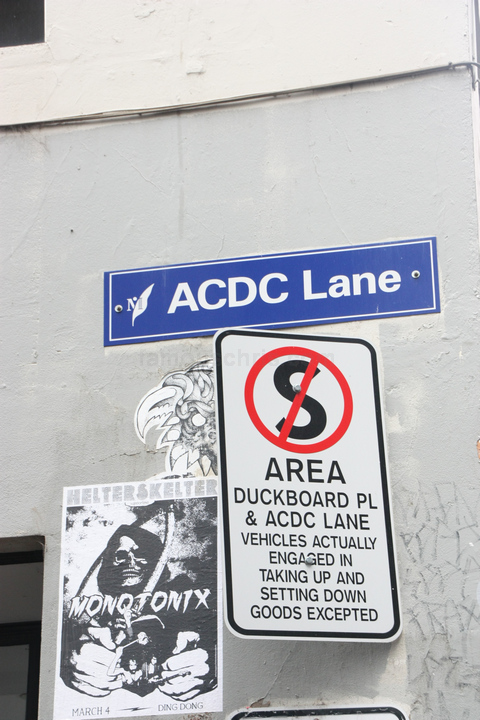 M
ACDC Lane
S
AREA
DUCKBOARD PL
& ACDC LANE
VEHICLES ACTUALLY
ENGAGED IN
TAKING UP AND
SETTING DOWN
GOODS EXCEPTED
HELTERSKELTER
MONOTONIX
MARCH 4 DING DONG